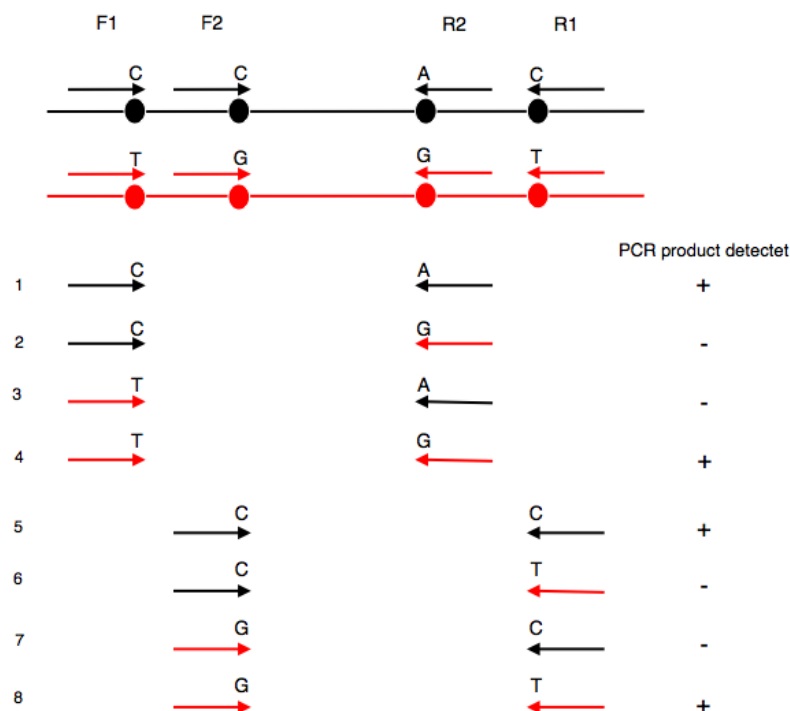 F1 F2 R2 R1
C C A C
T G G T
PCR product detectet
1 C A +
2 C G -
3 T A -
4 T G +
5 C C +
6 C T -
7 G C -
8 G T +